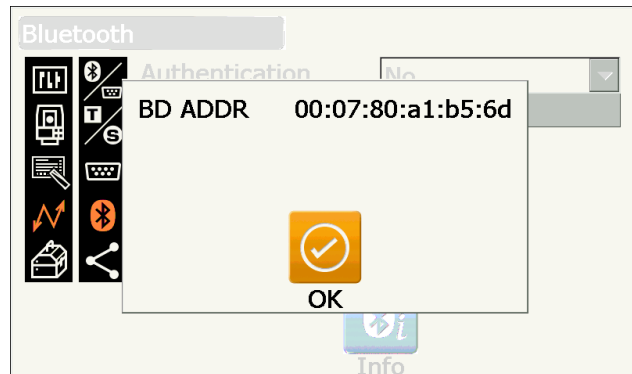 Bluetooth
Authentication No
BD ADDR 00:07:80:a1:b5:6d
OK
Info